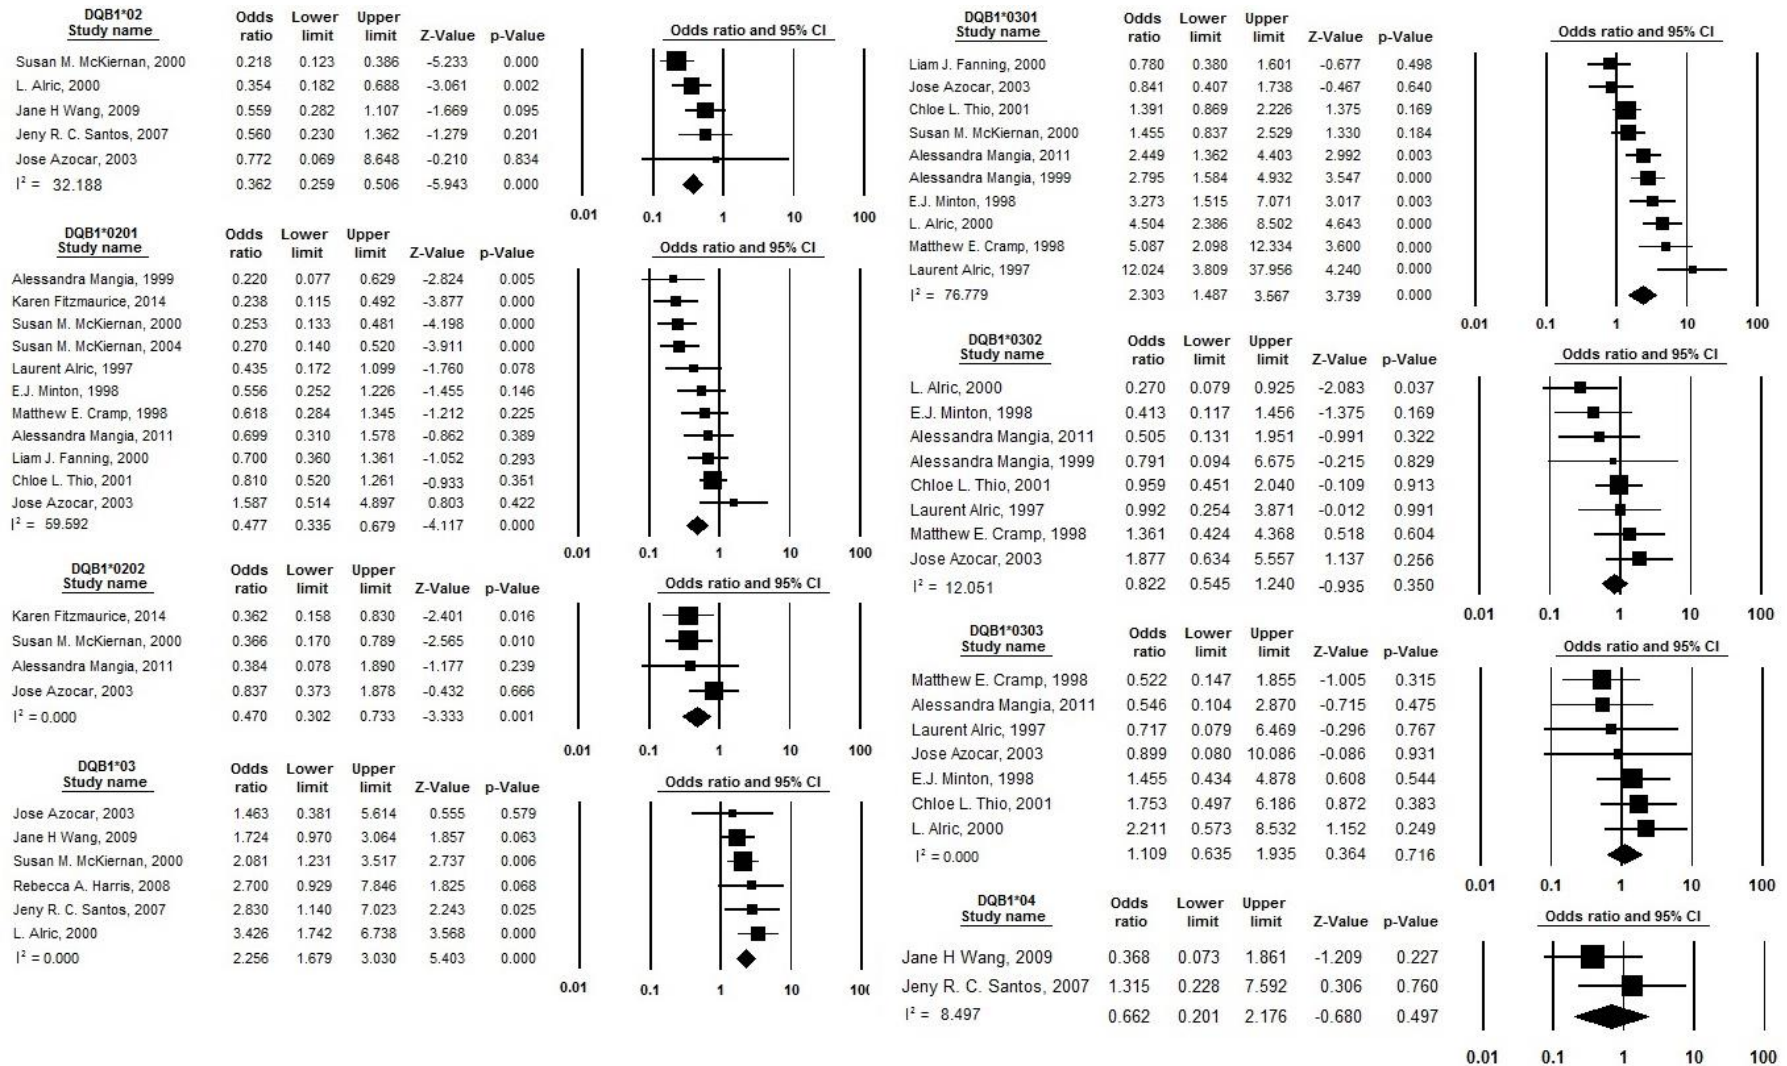 DQB1*02
Study name Odds ratio Lower limit Upper limit Z-Value p-Value Odds ratio and 95% CI
Susan M. McKiernan, 2000 0.218 0.123 0.386 -5.233 0.000
L. Alric, 2000 0.354 0.182 0.688 -3.061 0.002
Jane H Wang, 2009 0.559 0.282 1.107 -1.669 0.095
Jeny R. C. Santos, 2007 0.560 0.230 1.362 -1.279 0.201
Jose Azocar, 2003 0.772 0.069 8.648 -0.210 0.834
I² = 32.188 0.362 0.259 0.506 -5.943 0.000
0.01 0.1 1 10 100
DQB1*0201
Study name Odds ratio Lower limit Upper limit Z-Value p-Value Odds ratio and 95% CI
Alessandra Mangia, 1999 0.220 0.077 0.629 -2.824 0.005
Karen Fitzmaurice, 2014 0.238 0.115 0.492 -3.877 0.000
Susan M. McKiernan, 2000 0.253 0.133 0.481 -4.198 0.000
Susan M. McKiernan, 2004 0.270 0.140 0.520 -3.911 0.000
Laurent Alric, 1997 0.435 0.172 1.099 -1.760 0.078
E.J. Minton, 1998 0.556 0.252 1.226 -1.455 0.146
Matthew E. Cramp, 1998 0.618 0.284 1.345 -1.212 0.225
Alessandra Mangia, 2011 0.699 0.310 1.578 -0.862 0.389
Liam J. Fanning, 2000 0.700 0.360 1.361 -1.052 0.293
Chloe L. Thio, 2001 0.810 0.520 1.261 -0.933 0.351
Jose Azocar, 2003 1.587 0.514 4.897 0.803 0.422
I² = 59.592 0.477 0.335 0.679 -4.117 0.000
0.01 0.1 1 10 100
DQB1*0202
Study name Odds ratio Lower limit Upper limit Z-Value p-Value Odds ratio and 95% CI
Karen Fitzmaurice, 2014 0.362 0.158 0.830 -2.401 0.016
Susan M. McKiernan, 2000 0.366 0.170 0.789 -2.565 0.010
Alessandra Mangia, 2011 0.384 0.078 1.890 -1.177 0.239
Jose Azocar, 2003 0.837 0.373 1.878 -0.432 0.666
I² = 0.000 0.470 0.302 0.733 -3.333 0.001
0.01 0.1 1 10 100
DQB1*03
Study name Odds ratio Lower limit Upper limit Z-Value p-Value Odds ratio and 95% CI
Jose Azocar, 2003 1.463 0.381 5.614 0.555 0.579
Jane H Wang, 2009 1.724 0.970 3.064 1.857 0.063
Susan M. McKiernan, 2000 2.081 1.231 3.517 2.737 0.006
Rebecca A. Harris, 2008 2.700 0.929 7.846 1.825 0.068
Jeny R. C. Santos, 2007 2.830 1.140 7.023 2.243 0.025
L. Alric, 2000 3.426 1.742 6.738 3.568 0.000
I² = 0.000 2.256 1.679 3.030 5.403 0.000
0.01 0.1 1 10
DQB1*0301
Study name Odds ratio Lower limit Upper limit Z-Value p-Value Odds ratio and 95% CI
Liam J. Fanning, 2000 0.780 0.380 1.601 -0.677 0.498
Jose Azocar, 2003 0.841 0.407 1.738 -0.467 0.640
Chloe L. Thio, 2001 1.391 0.869 2.226 1.375 0.169
Susan M. McKiernan, 2000 1.455 0.837 2.529 1.330 0.184
Alessandra Mangia, 2011 2.449 1.362 4.403 2.992 0.003
Alessandra Mangia, 1999 2.795 1.584 4.932 3.547 0.000
E.J. Minton, 1998 3.273 1.515 7.071 3.017 0.003
L. Alric, 2000 4.504 2.386 8.502 4.643 0.000
Matthew E. Cramp, 1998 5.087 2.098 12.334 3.600 0.000
Laurent Alric, 1997 12.024 3.809 37.956 4.240 0.000
I² = 76.779 2.303 1.487 3.567 3.739 0.000
0.01 0.1 1 10 100
DQB1*0302
Study name Odds ratio Lower limit Upper limit Z-Value p-Value Odds ratio and 95% CI
L. Alric, 2000 0.270 0.079 0.925 -2.083 0.037
E.J. Minton, 1998 0.413 0.117 1.456 -1.375 0.169
Alessandra Mangia, 2011 0.505 0.131 1.951 -0.991 0.322
Alessandra Mangia, 1999 0.791 0.094 6.675 -0.215 0.829
Chloe L. Thio, 2001 0.959 0.451 2.040 -0.109 0.913
Laurent Alric, 1997 0.992 0.254 3.871 -0.012 0.991
Matthew E. Cramp, 1998 1.361 0.424 4.368 0.518 0.604
Jose Azocar, 2003 1.877 0.634 5.557 1.137 0.256
I² = 12.051 0.822 0.545 1.240 -0.935 0.350
0.01 0.1 1 10 100
DQB1*0303
Study name Odds ratio Lower limit Upper limit Z-Value p-Value Odds ratio and 95% CI
Matthew E. Cramp, 1998 0.522 0.147 1.855 -1.005 0.315
Alessandra Mangia, 2011 0.546 0.104 2.870 -0.715 0.475
Laurent Alric, 1997 0.717 0.079 6.469 -0.296 0.767
Jose Azocar, 2003 0.899 0.080 10.086 -0.086 0.931
E.J. Minton, 1998 1.455 0.434 4.878 0.608 0.544
Chloe L. Thio, 2001 1.753 0.497 6.186 0.872 0.383
L. Alric, 2000 2.211 0.573 8.532 1.152 0.249
I² = 0.000 1.109 0.635 1.935 0.364 0.716
0.01 0.1 1 10 100
DQB1*04
Study name Odds ratio Lower limit Upper limit Z-Value p-Value Odds ratio and 95% CI
Jane H Wang, 2009 0.368 0.073 1.861 -1.209 0.227
Jeny R. C. Santos, 2007 1.315 0.228 7.592 0.306 0.760
I² = 8.497 0.662 0.201 2.176 -0.680 0.497
0.01 0.1 1 10 100